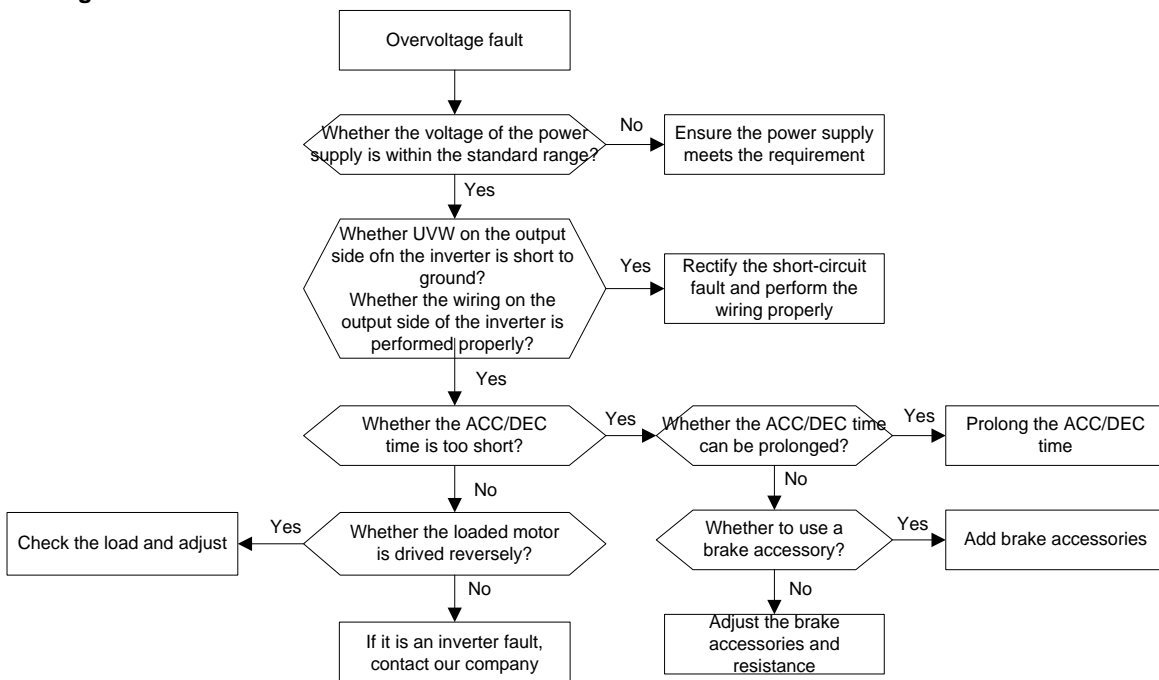 Overvoltage fault
Whether the voltage of the power
supply is within the standard range?
No
Ensure the power supply
meets the requirement
Yes
Whether UVW on the output
side ofn the inverter is short to
ground?
Whether the wiring on the
output side of the inverter is
performed properly?
Yes
Rectify the short-circuit
fault and perform the
wiring properly
Yes
Whether the ACC/DEC
time is too short?
Yes
Whether the ACC/DEC time
can be prolonged?
Yes
Prolong the ACC/DEC
time
No
No
Check the load and adjust
Yes
Whether the loaded motor
is drived reversely?
Whether to use a
brake accessory?
Yes
Add brake accessories
No
No
If it is an inverter fault,
contact our company
Adjust the brake
accessories and
resistance